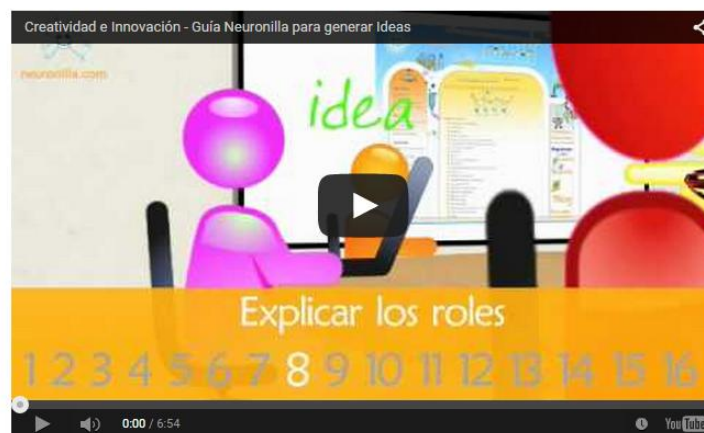 Creatividad e Innovación - Guía Neuronilla para generar Ideas
neuronilla.com
idea
Explicar los roles
1 2 3 4 5 6 7 8 9 10 11 12 13 14 15 16
0:00 / 6:54
YouTube